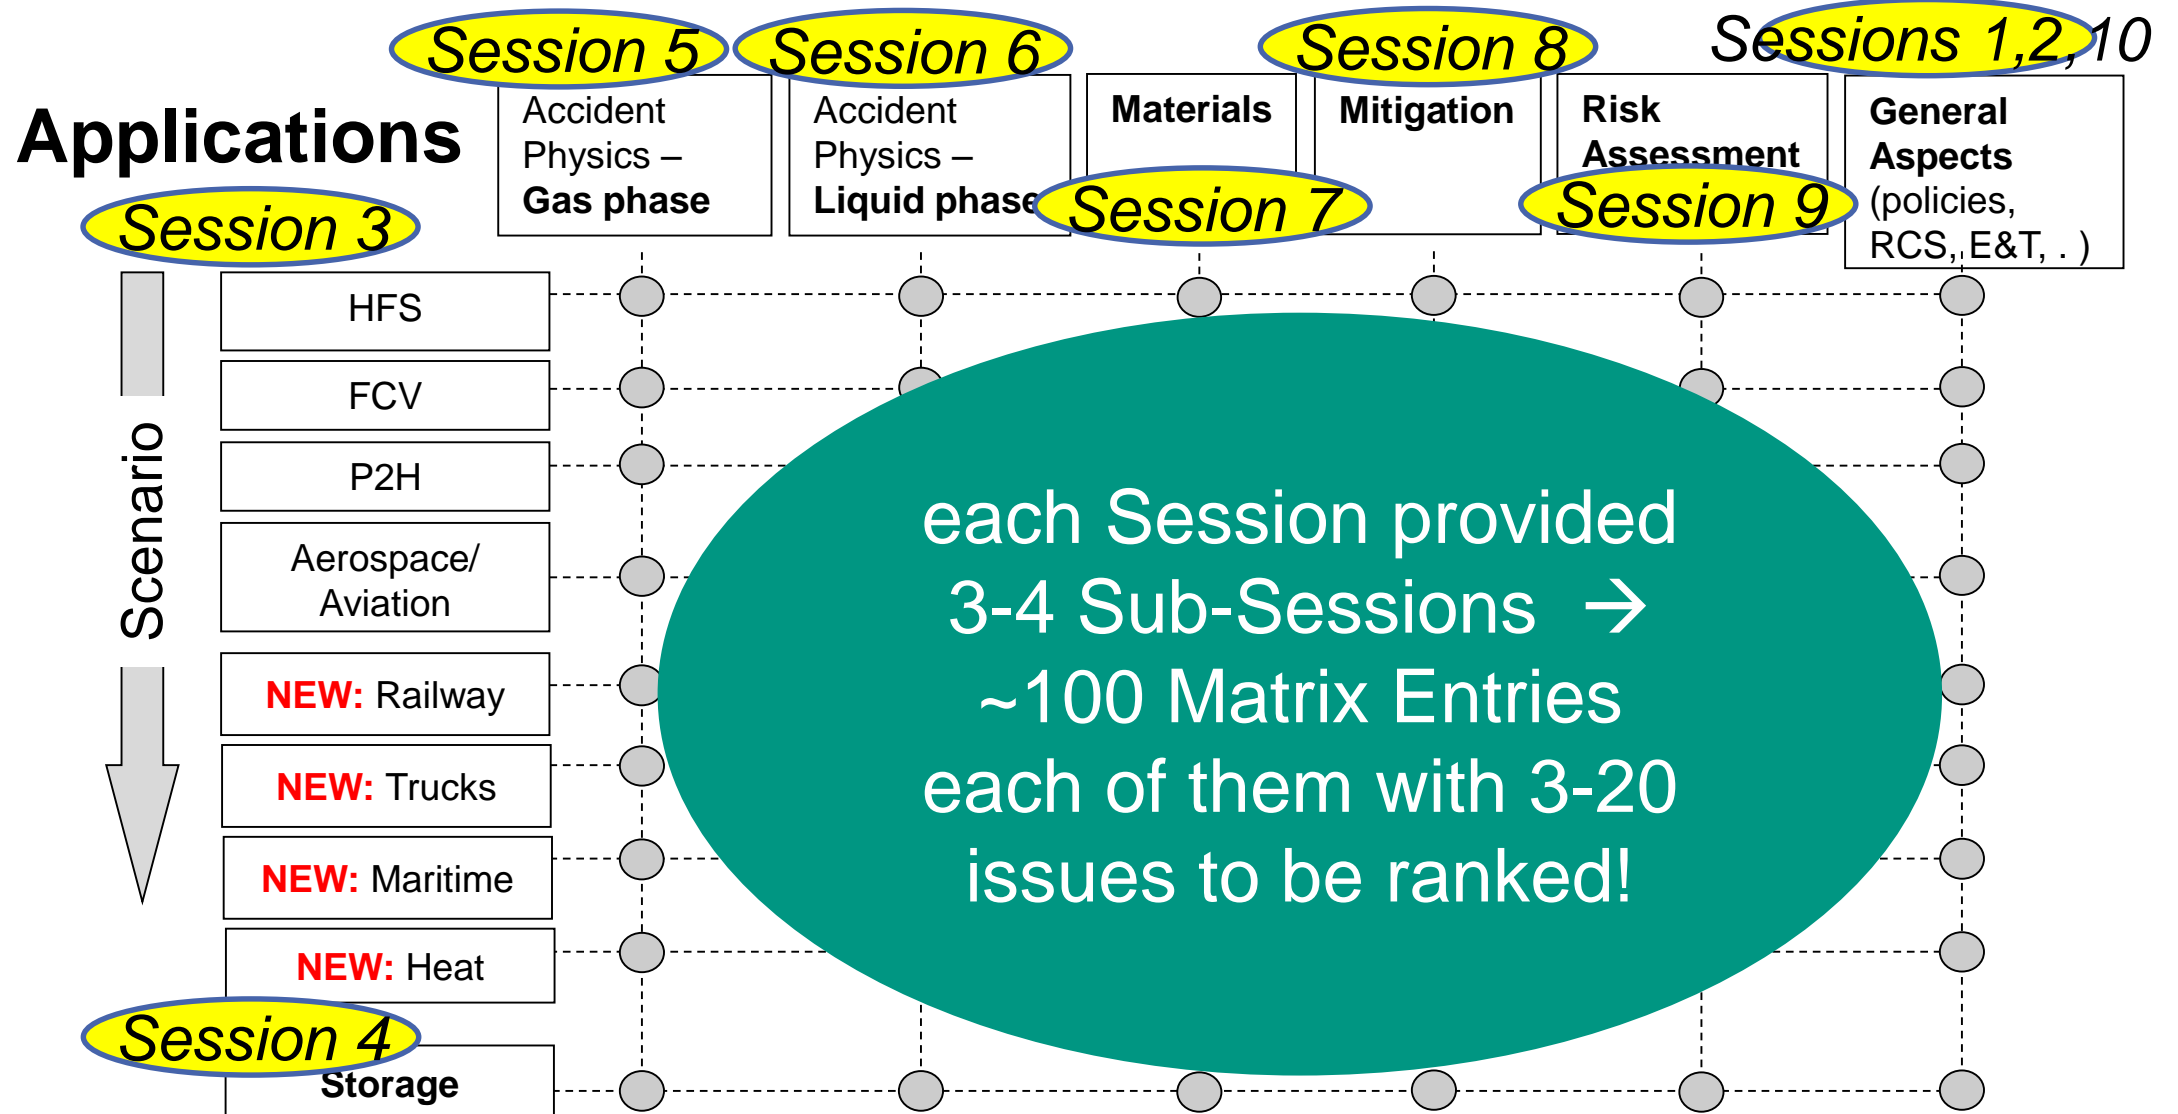 Session 5
Session 6
Session 8
Sessions 1,2,10
Applications
Accident
Physics –
Gas phase
Accident
Physics –
Liquid phase
Materials
Mitigation
Risk
Assessment
General
Aspects
(policies,
RCS, E&T, . )
Session 7
Session 9
Session 3
Scenario
HFS
FCV
P2H
Aerospace/
Aviation
NEW: Railway
NEW: Trucks
NEW: Maritime
NEW: Heat
Session 4
Storage
each Session provided
3-4 Sub-Sessions →
~100 Matrix Entries
each of them with 3-20
issues to be ranked!